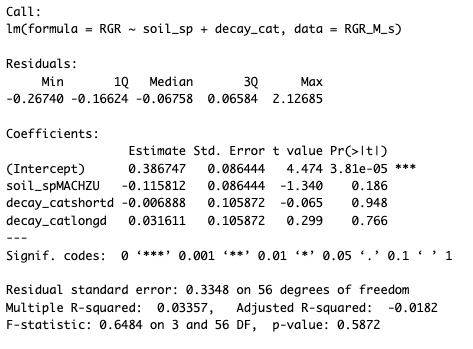 Call:
lm(formula = RGR ~ soil_sp + decay_cat, data = RGR_M_s)
Residuals:
     Min       1Q   Median       3Q      Max
-0.26740 -0.16624 -0.06758  0.06584  2.12685
Coefficients:
                 Estimate Std. Error t value Pr(>|t|)
(Intercept)      0.386747   0.086444   4.474 3.81e-05 ***
soil_spMACHZU   -0.115812   0.086444  -1.340    0.186
decay_catshortd -0.006888   0.105872  -0.065    0.948
decay_catlongd   0.031611   0.105872   0.299    0.766
---
Signif. codes:  0 ‘***’ 0.001 ‘**’ 0.01 ‘*’ 0.05 ‘.’ 0.1 ‘ ’ 1
Residual standard error: 0.3348 on 56 degrees of freedom
Multiple R-squared:  0.03357,	Adjusted R-squared:  -0.0182
F-statistic: 0.6484 on 3 and 56 DF,  p-value: 0.5872